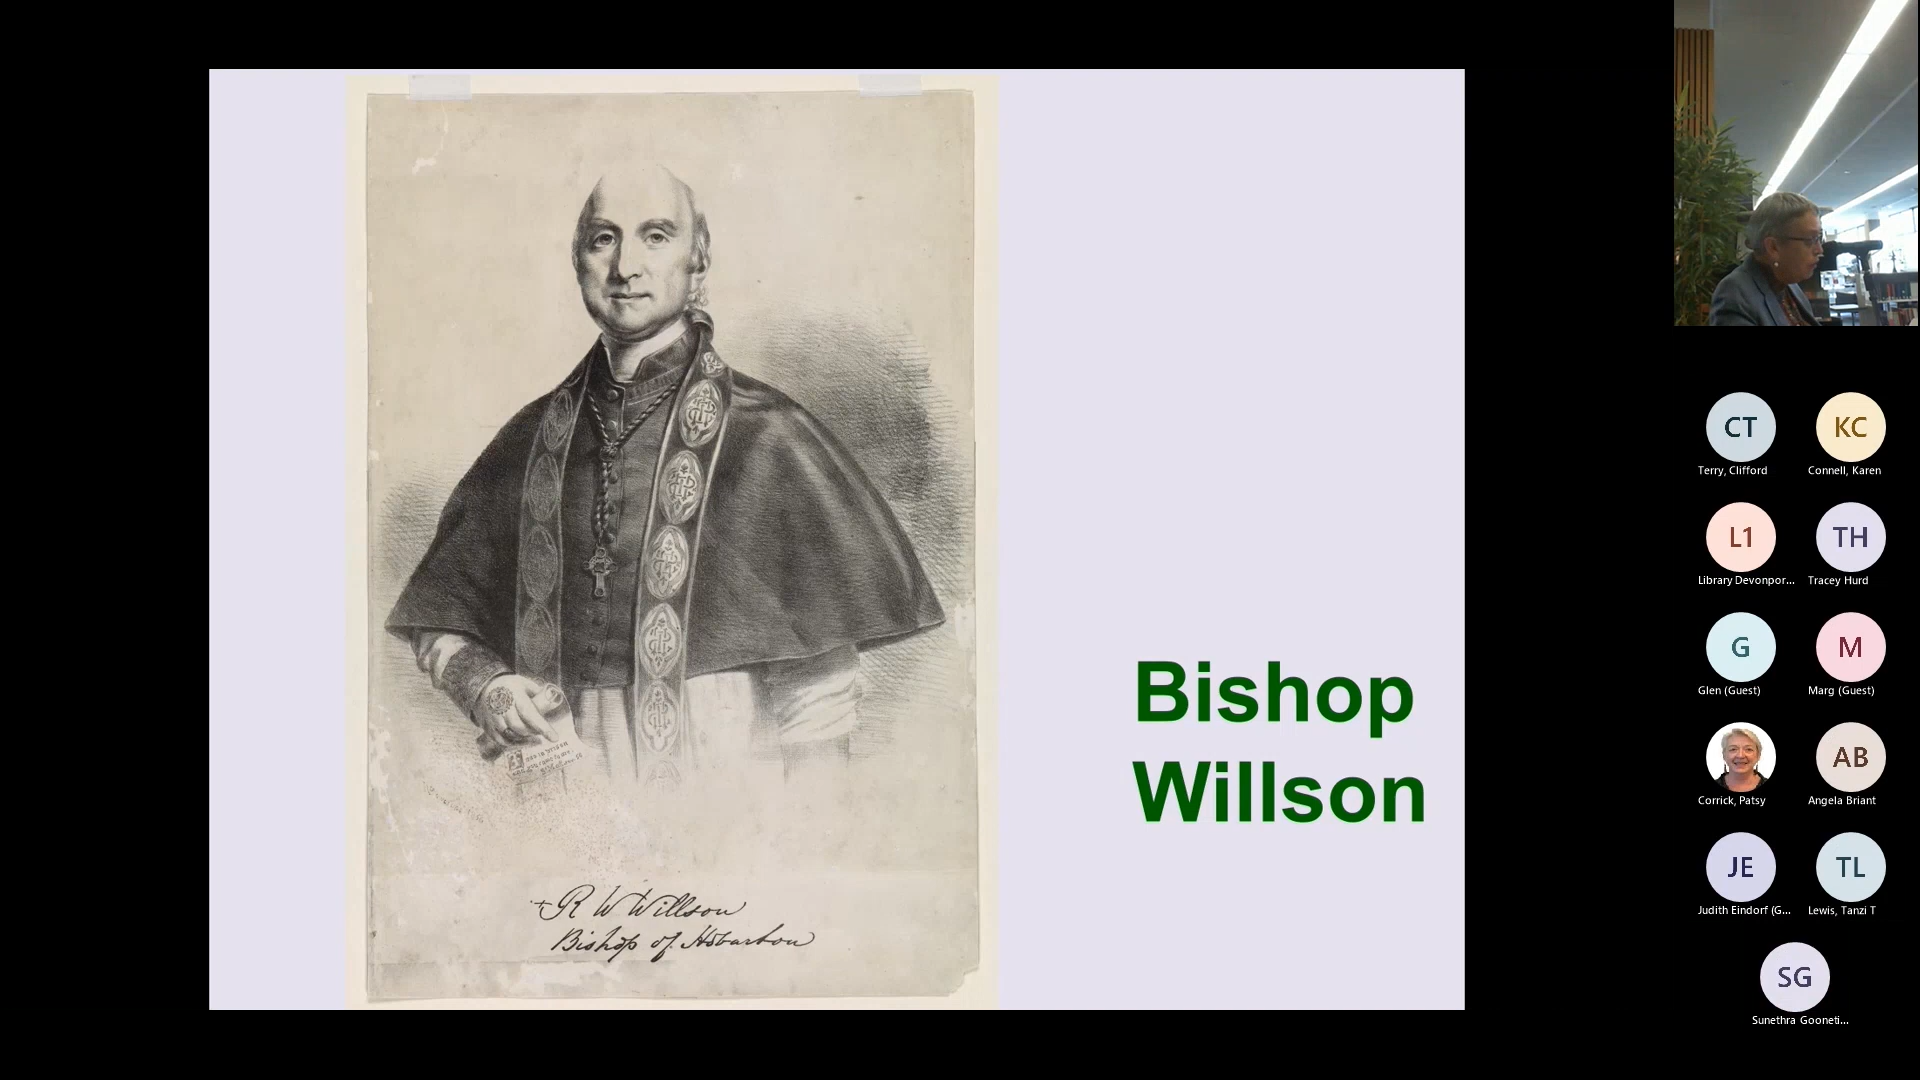 R W Willson
Bishop of Hobarton
Bishop
Willson
CT
Terry, Clifford
KC
Connell, Karen
L1
Library Devonpor...
TH
Tracey Hurd
G
Glen (Guest)
M
Marg (Guest)
Corrick, Patsy
AB
Angela Briant
JE
Judith Eindorf (G...
TL
Lewis, Tanzi T
SG
Sunethra Gooneti...